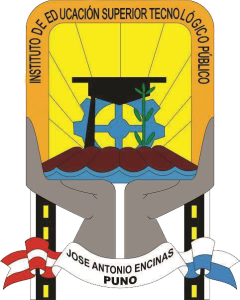 INSTITUTO DE EDUCACIÓN SUPERIOR TECNOLÓGICO PÚBLICO
JOSE ANTONIO ENCINAS
PUNO